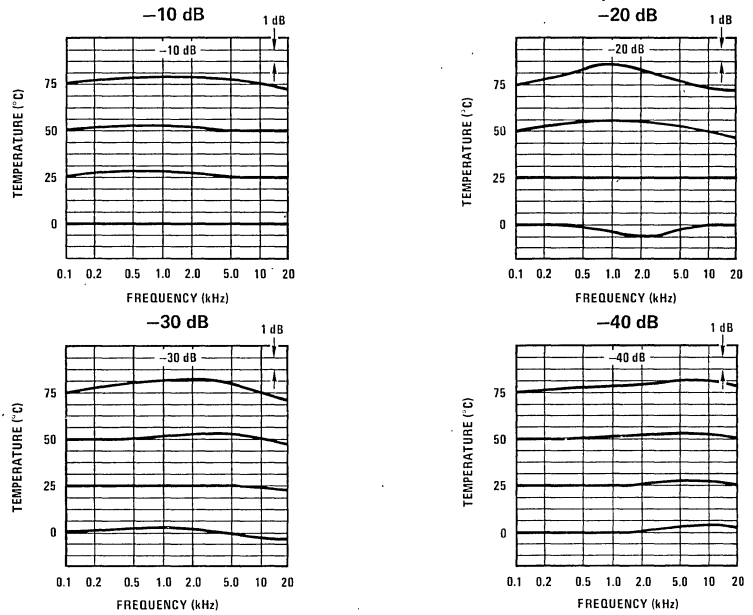 −10 dB
1 dB
−10 dB
75
50
25
0
TEMPERATURE (°C)
0.1 0.2 0.5 1.0 2.0 5.0 10 20
FREQUENCY (kHz)
−20 dB
1 dB
−20 dB
75
50
25
0
TEMPERATURE (°C)
0.1 0.2 0.5 1.0 2.0 5.0 10 20
FREQUENCY (kHz)
−30 dB
1 dB
−30 dB
75
50
25
0
TEMPERATURE (°C)
0.1 0.2 0.5 1.0 2.0 5.0 10 20
FREQUENCY (kHz)
−40 dB
1 dB
−40 dB
75
50
25
0
TEMPERATURE (°C)
0.1 0.2 0.5 1.0 2.0 5.0 10 20
FREQUENCY (kHz)